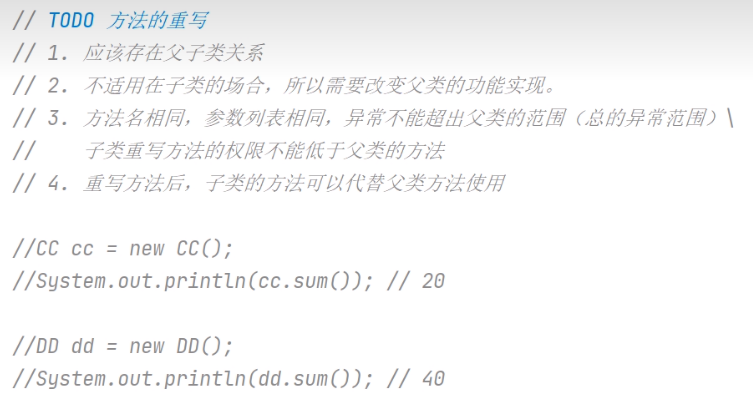 // TODO 方法的重写
// 1. 应该存在父子类关系
// 2. 不适用在子类的场合，所以需要改变父类的功能实现。
// 3. 方法名相同，参数列表相同，异常不能超出父类的范围（总的异常范围）\
//    子类重写方法的权限不能低于父类的方法
// 4. 重写方法后，子类的方法可以代替父类方法使用
//CC cc = new CC();
//System.out.println(cc.sum()); // 20
//DD dd = new DD();
//System.out.println(dd.sum()); // 40